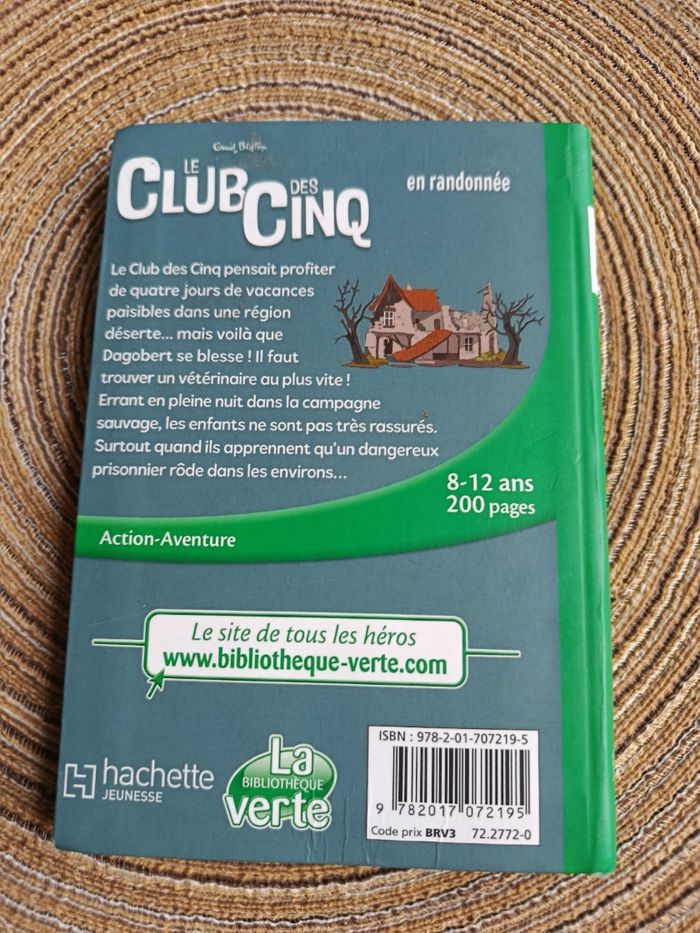 Enid Blyton
LE
CLUB DES
CINQ
en randonnée
Le Club des Cinq pensait profiter
de quatre jours de vacances
paisibles dans une région
déserte... mais voilà que
Dagobert se blesse ! Il faut
trouver un vétérinaire au plus vite !
Errant en pleine nuit dans la campagne
sauvage, les enfants ne sont pas très rassurés.
Surtout quand ils apprennent qu'un dangereux
prisonnier rôde dans les environs...
8-12 ans
200 pages
Action-Aventure
Le site de tous les héros
www.bibliotheque-verte.com
hachette
JEUNESSE
La
BIBLIOTHÈQUE
verte
ISBN : 978-2-01-707219-5
9 782017 072195
Code prix BRV3 72.2772-0